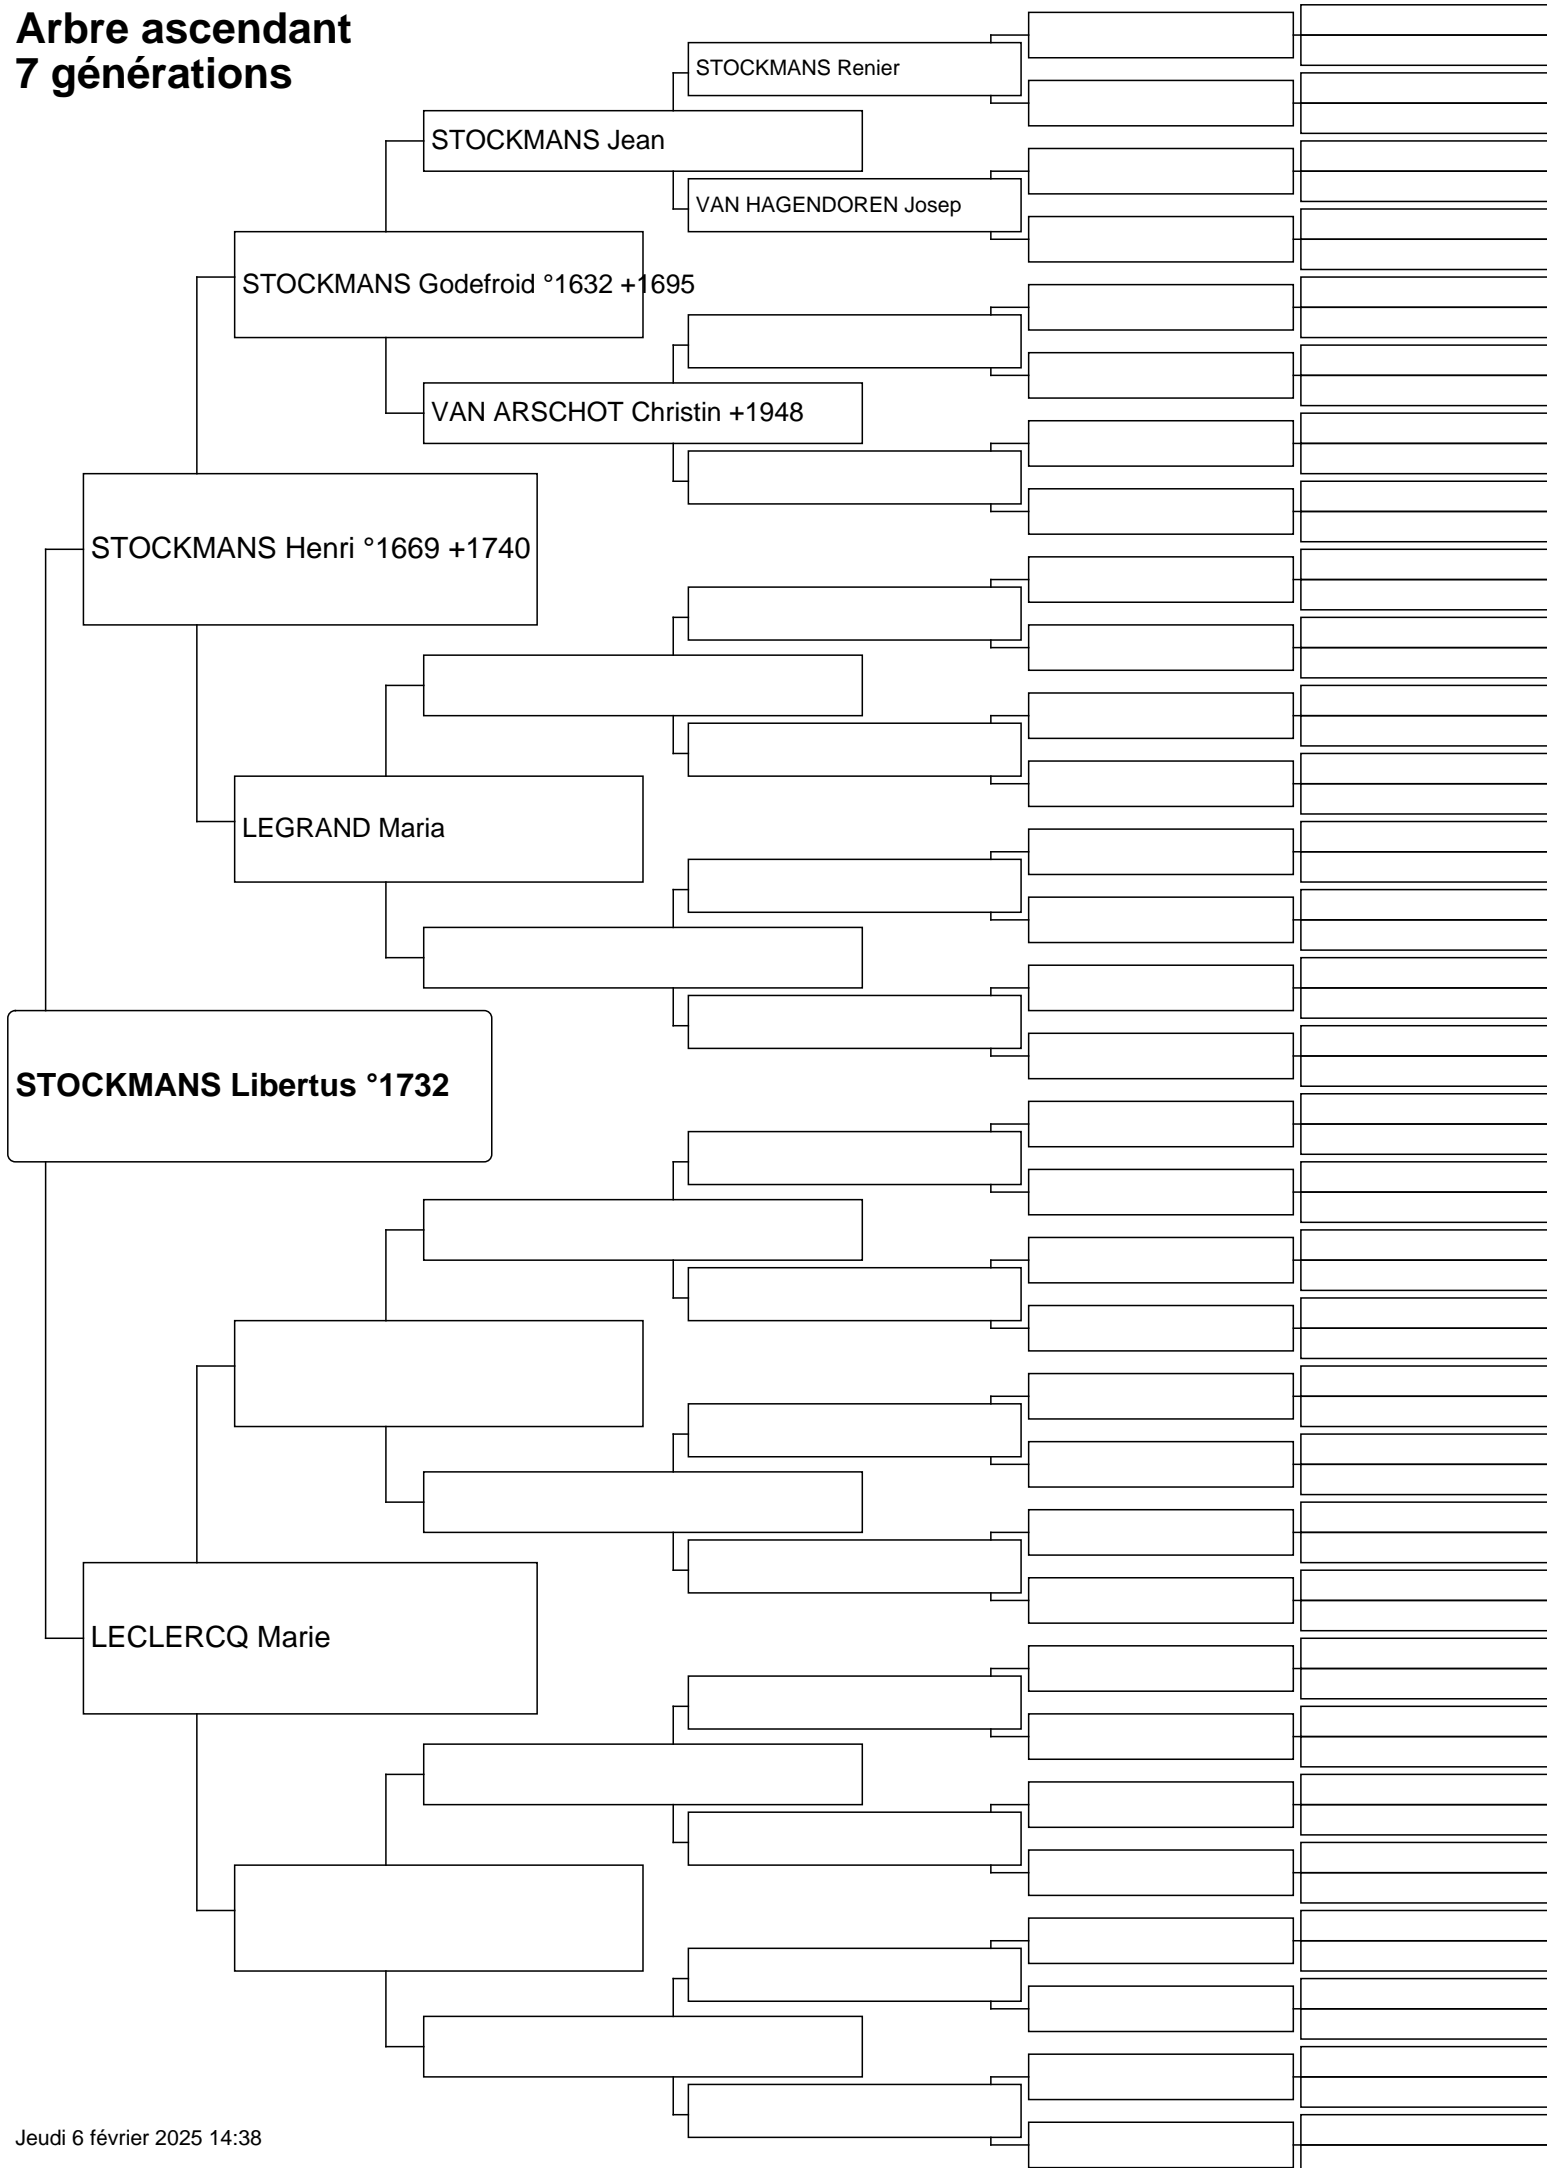 Arbre ascendant
7 générations
STOCKMANS Renier
STOCKMANS Jean
VAN HAGENDOREN Josep
STOCKMANS Godefroid °1632 +1695
VAN ARSCHOT Christin +1948
STOCKMANS Henri °1669 +1740
LEGRAND Maria
STOCKMANS Libertus °1732
LECLERCQ Marie
Jeudi 6 février 2025 14:38